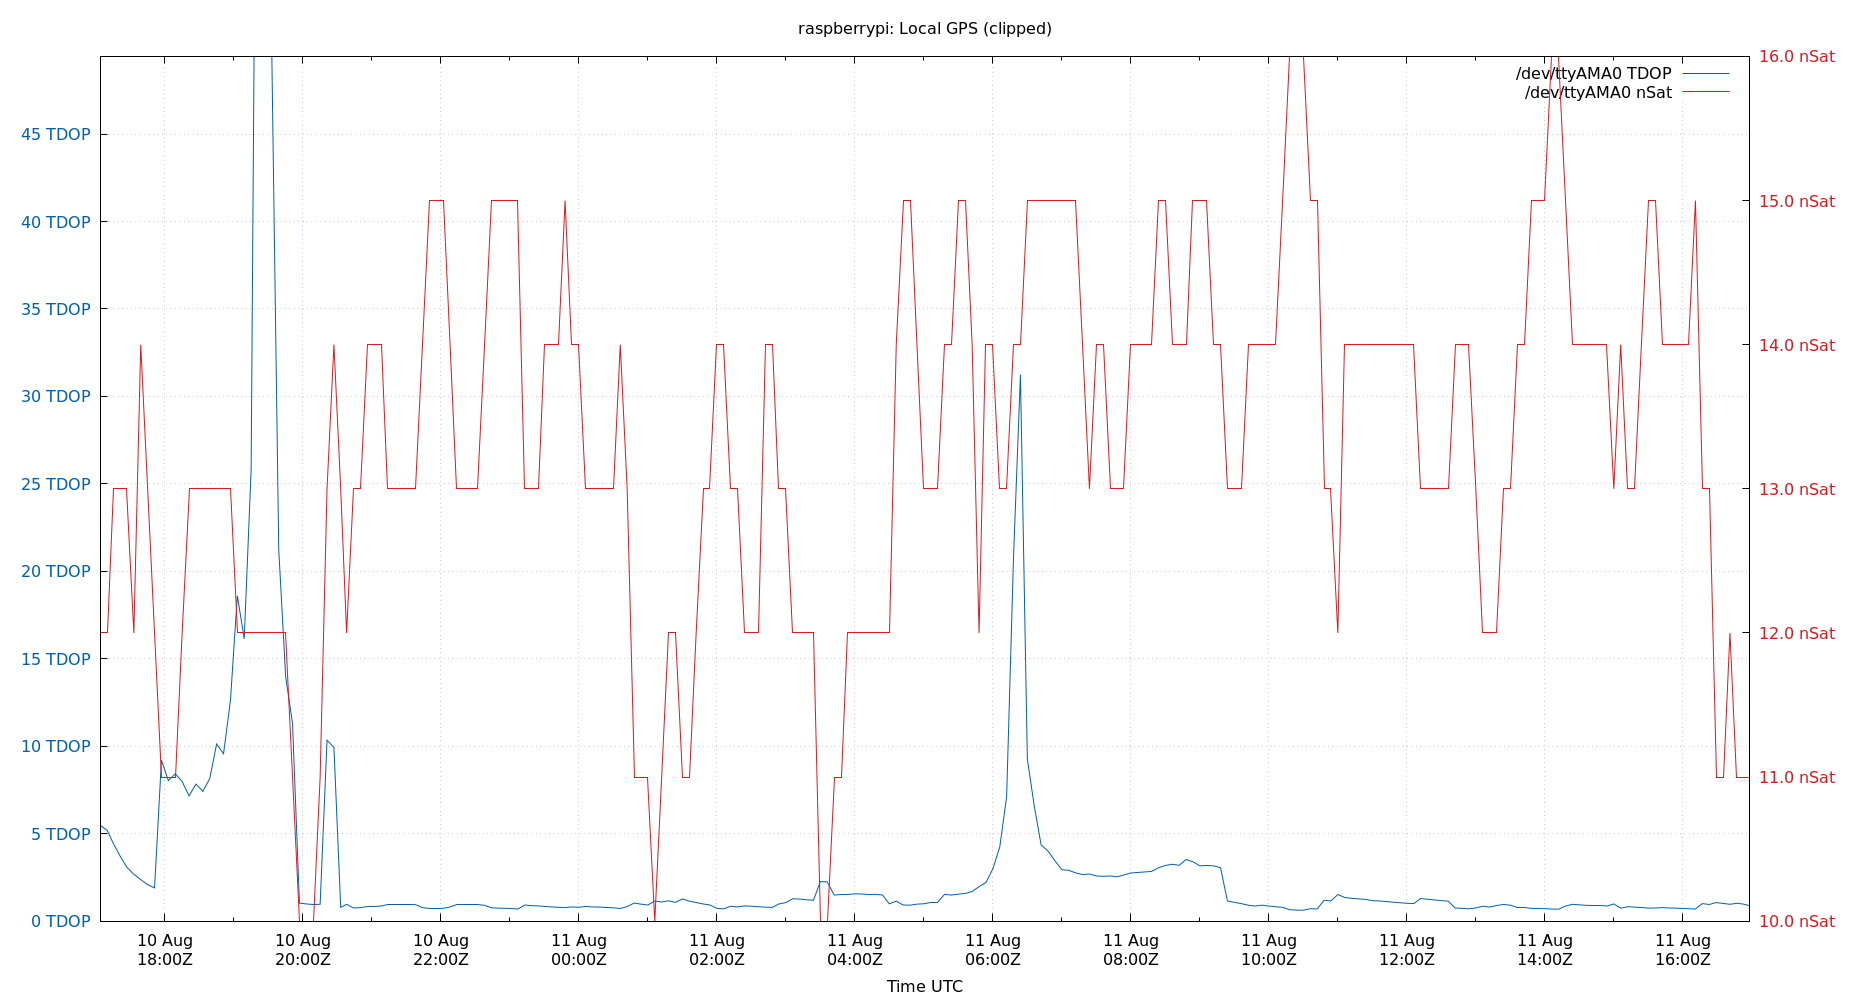 raspberrypi: Local GPS (clipped)
16.0 nSat
/dev/ttyAMA0 TDOP
/dev/ttyAMA0 nSat
45 TDOP
15.0 nSat
40 TDOP
35 TDOP
14.0 nSat
30 TDOP
25 TDOP
13.0 nSat
20 TDOP
12.0 nSat
15 TDOP
11.0 nSat
10 TDOP
5 TDOP
0 TDOP
10.0 nSat
10 Aug 10 Aug 10 Aug 11 Aug 11 Aug 11 Aug 11 Aug 11 Aug 11 Aug 11 Aug 11 Aug 11 Aug
18:00Z 20:00Z 22:00Z 00:00Z 02:00Z 04:00Z 06:00Z 08:00Z 10:00Z 12:00Z 14:00Z 16:00Z
Time UTC